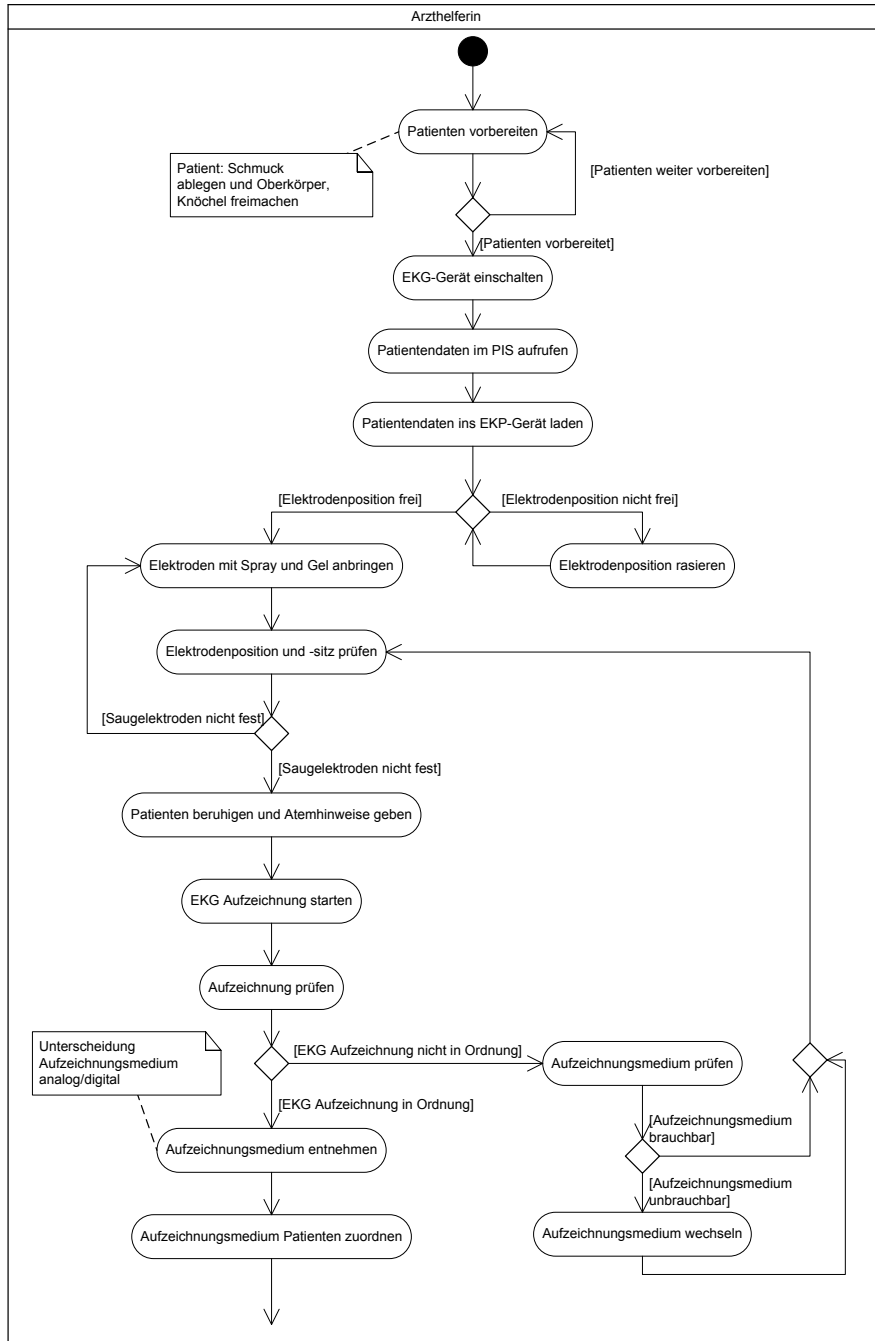 Arzthelferin
Patienten vorbereiten
Patient: Schmuck
ablegen und Oberkörper,
Knöchel freimachen
[Patienten weiter vorbereiten]
[Patienten vorbereitet]
EKG-Gerät einschalten
Patientendaten im PIS aufrufen
Patientendaten ins EKP-Gerät laden
[Elektrodenposition frei]
[Elektrodenposition nicht frei]
Elektroden mit Spray und Gel anbringen
Elektrodenposition rasieren
Elektrodenposition und -sitz prüfen
[Saugelektroden nicht fest]
[Saugelektroden nicht fest]
Patienten beruhigen und Atemhinweise geben
EKG Aufzeichnung starten
Aufzeichnung prüfen
Unterscheidung
Aufzeichnungsmedium
analog/digital
[EKG Aufzeichnung nicht in Ordnung]
Aufzeichnungsmedium prüfen
[EKG Aufzeichnung in Ordnung]
[Aufzeichnungsmedium
brauchbar]
Aufzeichnungsmedium entnehmen
[Aufzeichnungsmedium
unbrauchbar]
Aufzeichnungsmedium Patienten zuordnen
Aufzeichnungsmedium wechseln